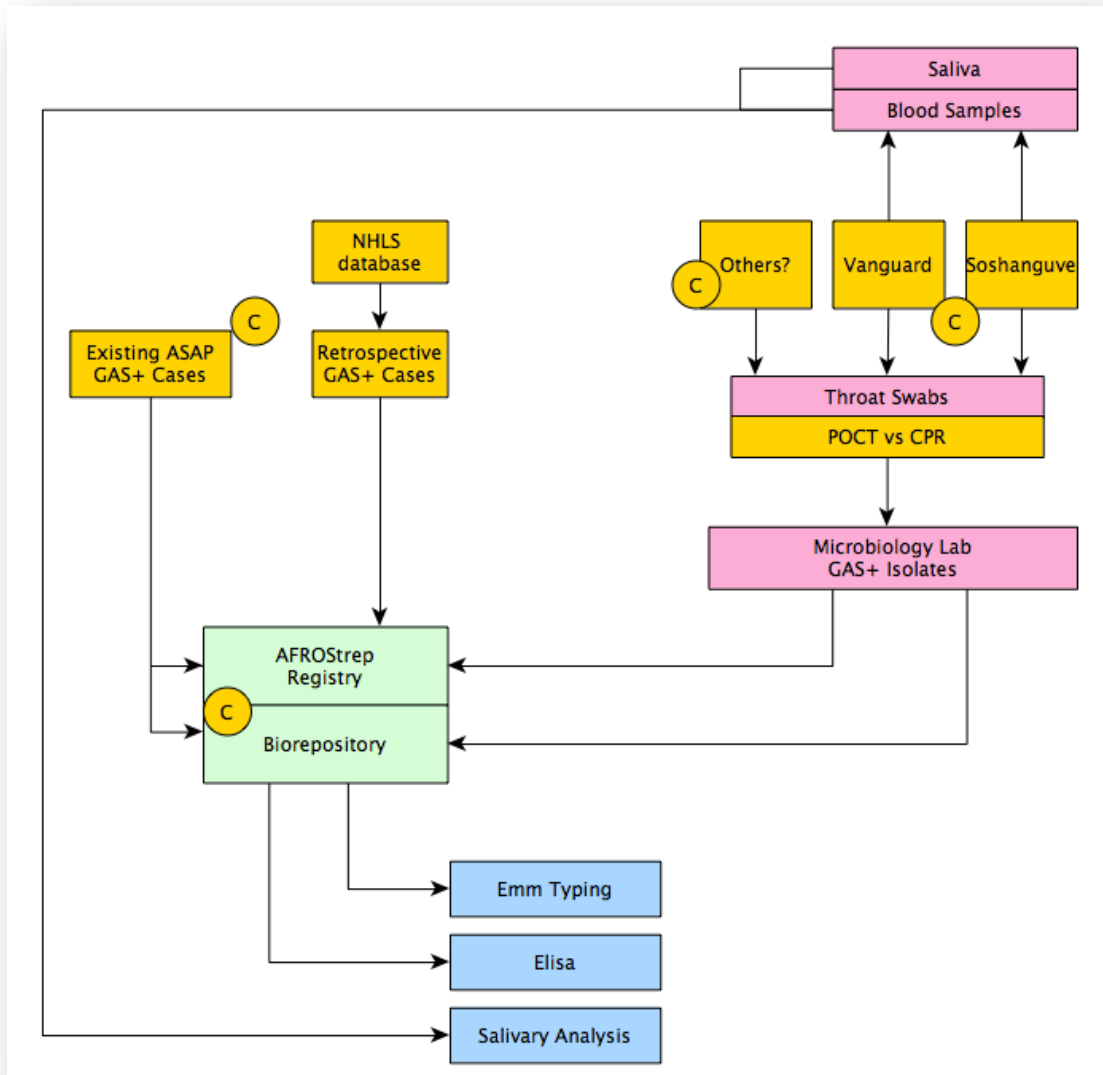 Saliva
Blood Samples
NHLS
database
Others?
Vanguard
Soshanguve
C
C
C
Existing ASAP
GAS+ Cases
Retrospective
GAS+ Cases
Throat Swabs
POCT vs CPR
Microbiology Lab
GAS+ Isolates
AFROStrep
Registry
C
Biorepository
Emm Typing
Elisa
Salivary Analysis